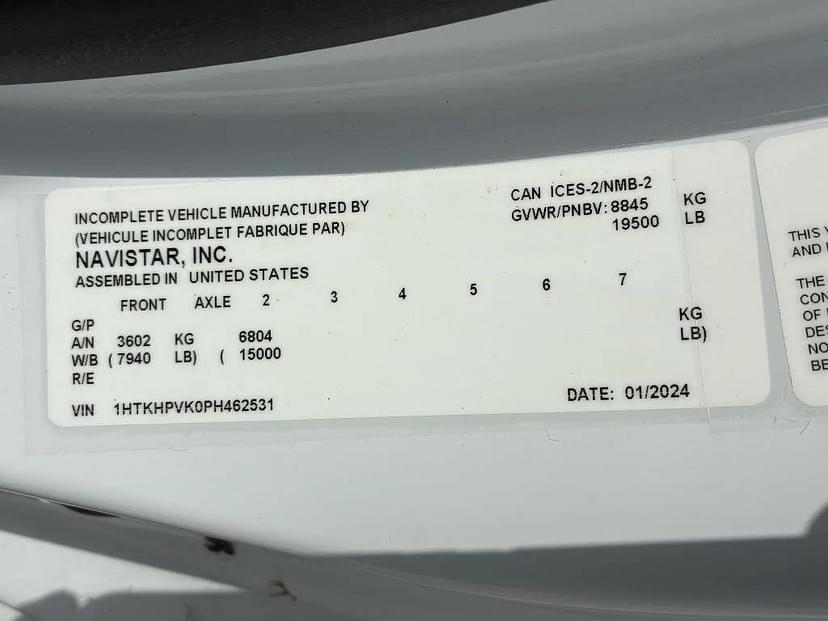 INCOMPLETE VEHICLE MANUFACTURED BY
(VEHICULE INCOMPLET FABRIQUE PAR)
NAVISTAR, INC.
ASSEMBLED IN UNITED STATES
CAN ICES-2/NMB-2
GVWR/PNBV: 8845 KG
19500 LB
FRONT AXLE 2 3 4 5 6 7
G/P
A/N 3602 KG 6804 KG
W/B ( 7940 LB) ( 15000 LB)
R/E
VIN 1HTKHPVK0PH462531
DATE: 01/2024
THIS
AND
THE
CON
OF
DES
NO
BE